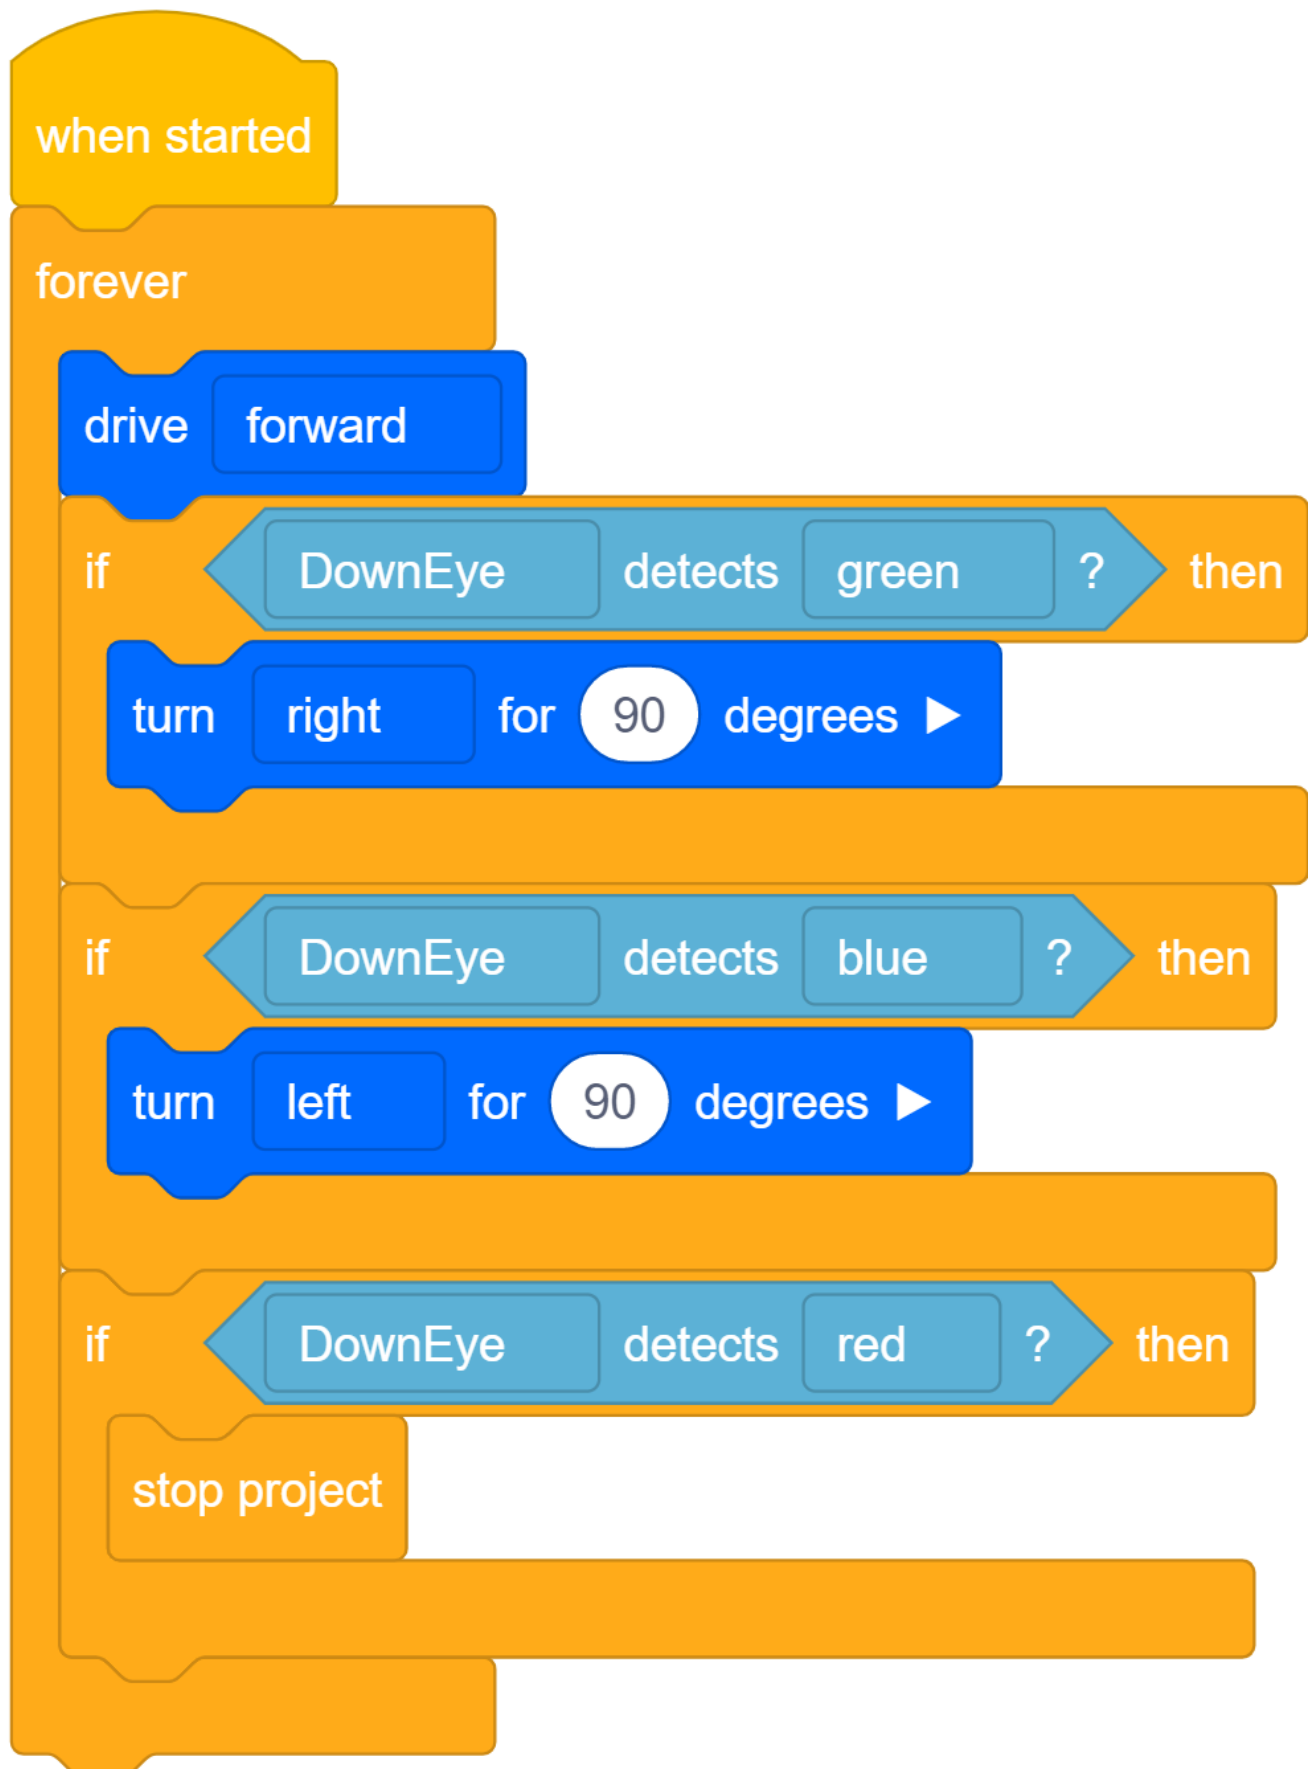 when started
forever
drive forward
if DownEye detects green ? then
turn right for 90 degrees
if DownEye detects blue ? then
turn left for 90 degrees
if DownEye detects red ? then
stop project